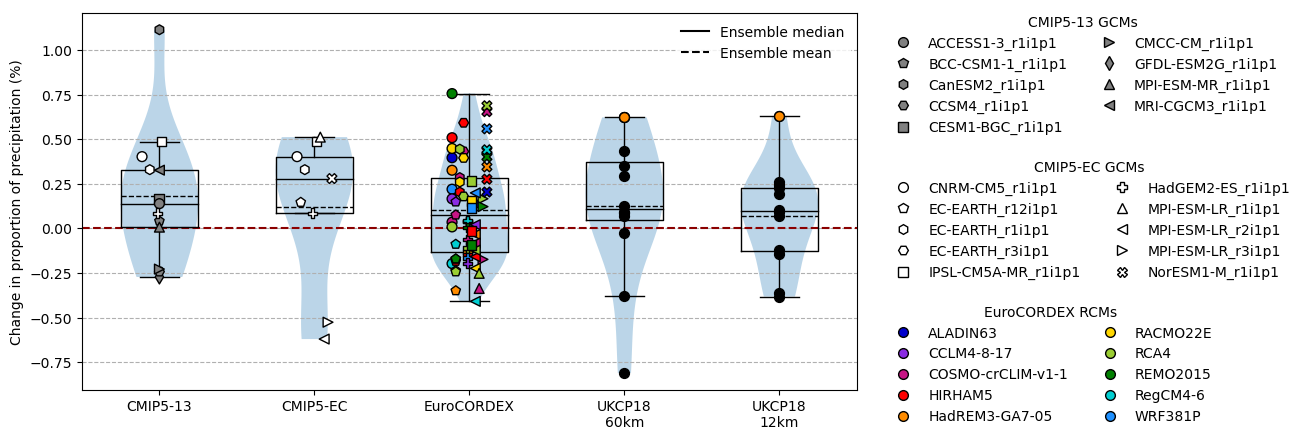 Change in proportion of precipitation (%)
1.00
0.75
0.50
0.25
0.00
−0.25
−0.50
−0.75
Ensemble median
Ensemble mean
CMIP5-13
CMIP5-EC
EuroCORDEX
UKCP18
60km
UKCP18
12km
CMIP5-13 GCMs
ACCESS1-3_r1i1p1
BCC-CSM1-1_r1i1p1
CanESM2_r1i1p1
CCSM4_r1i1p1
CESM1-BGC_r1i1p1
CMCC-CM_r1i1p1
GFDL-ESM2G_r1i1p1
MPI-ESM-MR_r1i1p1
MRI-CGCM3_r1i1p1
CMIP5-EC GCMs
CNRM-CM5_r1i1p1
EC-EARTH_r12i1p1
EC-EARTH_r1i1p1
EC-EARTH_r3i1p1
IPSL-CM5A-MR_r1i1p1
HadGEM2-ES_r1i1p1
MPI-ESM-LR_r1i1p1
MPI-ESM-LR_r2i1p1
MPI-ESM-LR_r3i1p1
NorESM1-M_r1i1p1
EuroCORDEX RCMs
ALADIN63
CCLM4-8-17
COSMO-crCLIM-v1-1
HIRHAM5
HadREM3-GA7-05
RACMO22E
RCA4
REMO2015
RegCM4-6
WRF381P